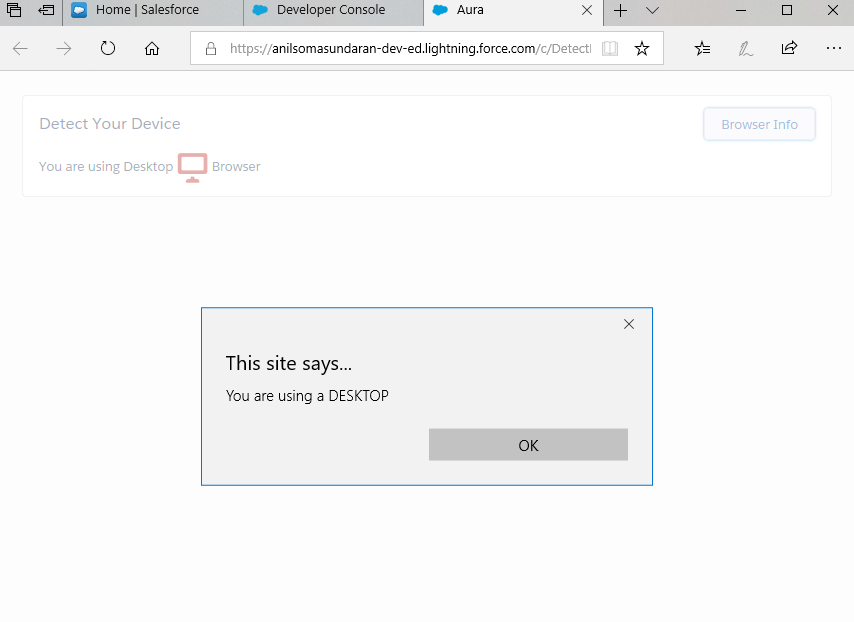 Home | Salesforce
Developer Console
Aura
https://anilsomasundaran-dev-ed.lightning.force.com/c/Detect
Detect Your Device
Browser Info
You are using Desktop Browser
This site says...
You are using a DESKTOP
OK